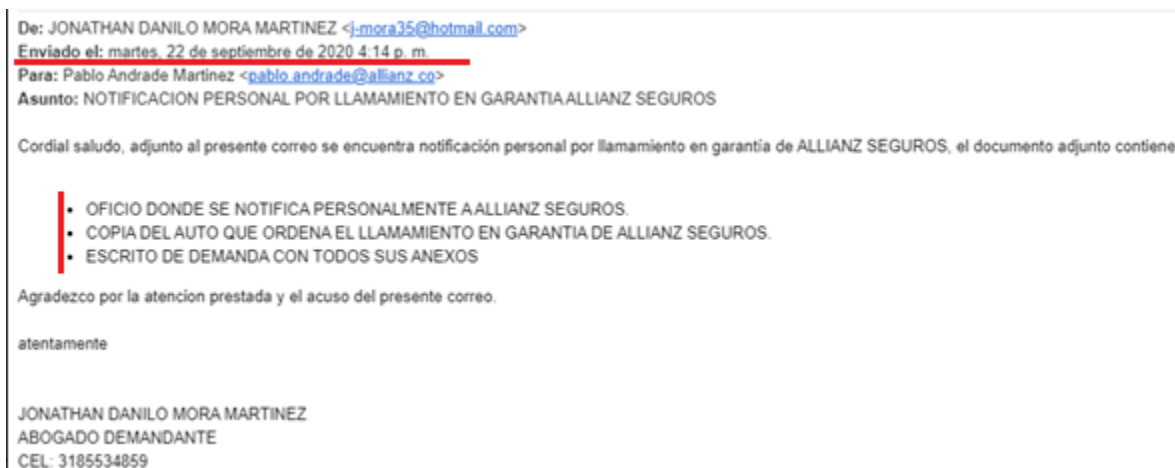 De: JONATHAN DANILO MORA MARTINEZ <j-mora35@hotmail.com>
Enviado el: martes, 22 de septiembre de 2020 4:14 p. m.
Para: Pablo Andrade Martinez <pablo.andrade@allianz.co>
Asunto: NOTIFICACION PERSONAL POR LLAMAMIENTO EN GARANTIA ALLIANZ SEGUROS
Cordial saludo, adjunto al presente correo se encuentra notificación personal por llamamiento en garantía de ALLIANZ SEGUROS, el documento adjunto contiene
• OFICIO DONDE SE NOTIFICA PERSONALMENTE A ALLIANZ SEGUROS.
• COPIA DEL AUTO QUE ORDENA EL LLAMAMIENTO EN GARANTIA DE ALLIANZ SEGUROS.
• ESCRITO DE DEMANDA CON TODOS SUS ANEXOS
Agradezco por la atencion prestada y el acuso del presente correo.
atentamente
JONATHAN DANILO MORA MARTINEZ
ABOGADO DEMANDANTE
CEL: 3185534859